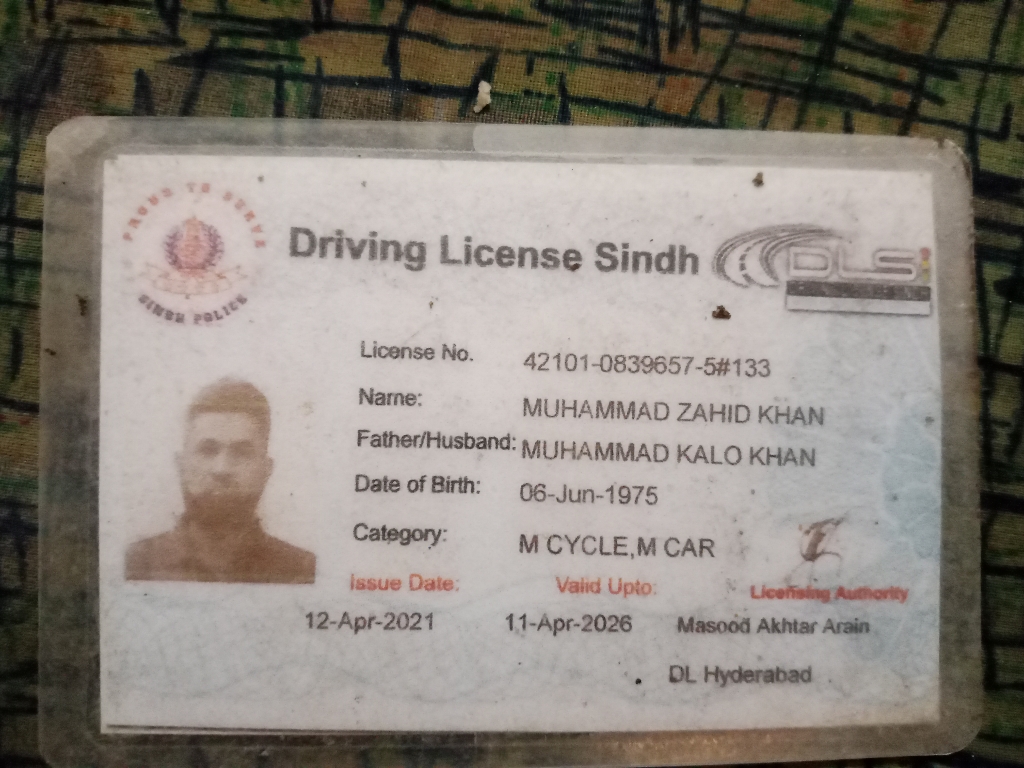 PROUD TO SERVE
SINDH POLICE
Driving License Sindh
DLS
License No. 42101-0839657-5#133
Name: MUHAMMAD ZAHID KHAN
Father/Husband: MUHAMMAD KALO KHAN
Date of Birth: 06-Jun-1975
Category: M CYCLE,M CAR
Issue Date: Valid Upto: Licensing Authority
12-Apr-2021 11-Apr-2026 Masood Akhtar Arain
DL Hyderabad